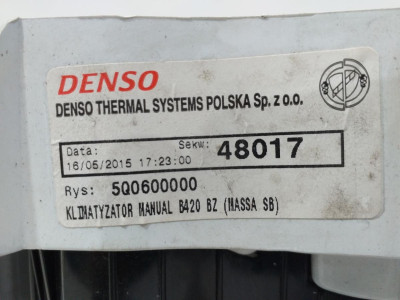 DENSO
DENSO THERMAL SYSTEMS POLSKA Sp. z o.o.
Data: Sekw: 48017
16/05/2015 17:23:00
Rys: 5Q0600000
KLIMATYZATOR MANUAL B420 BZ (MASSA SB)